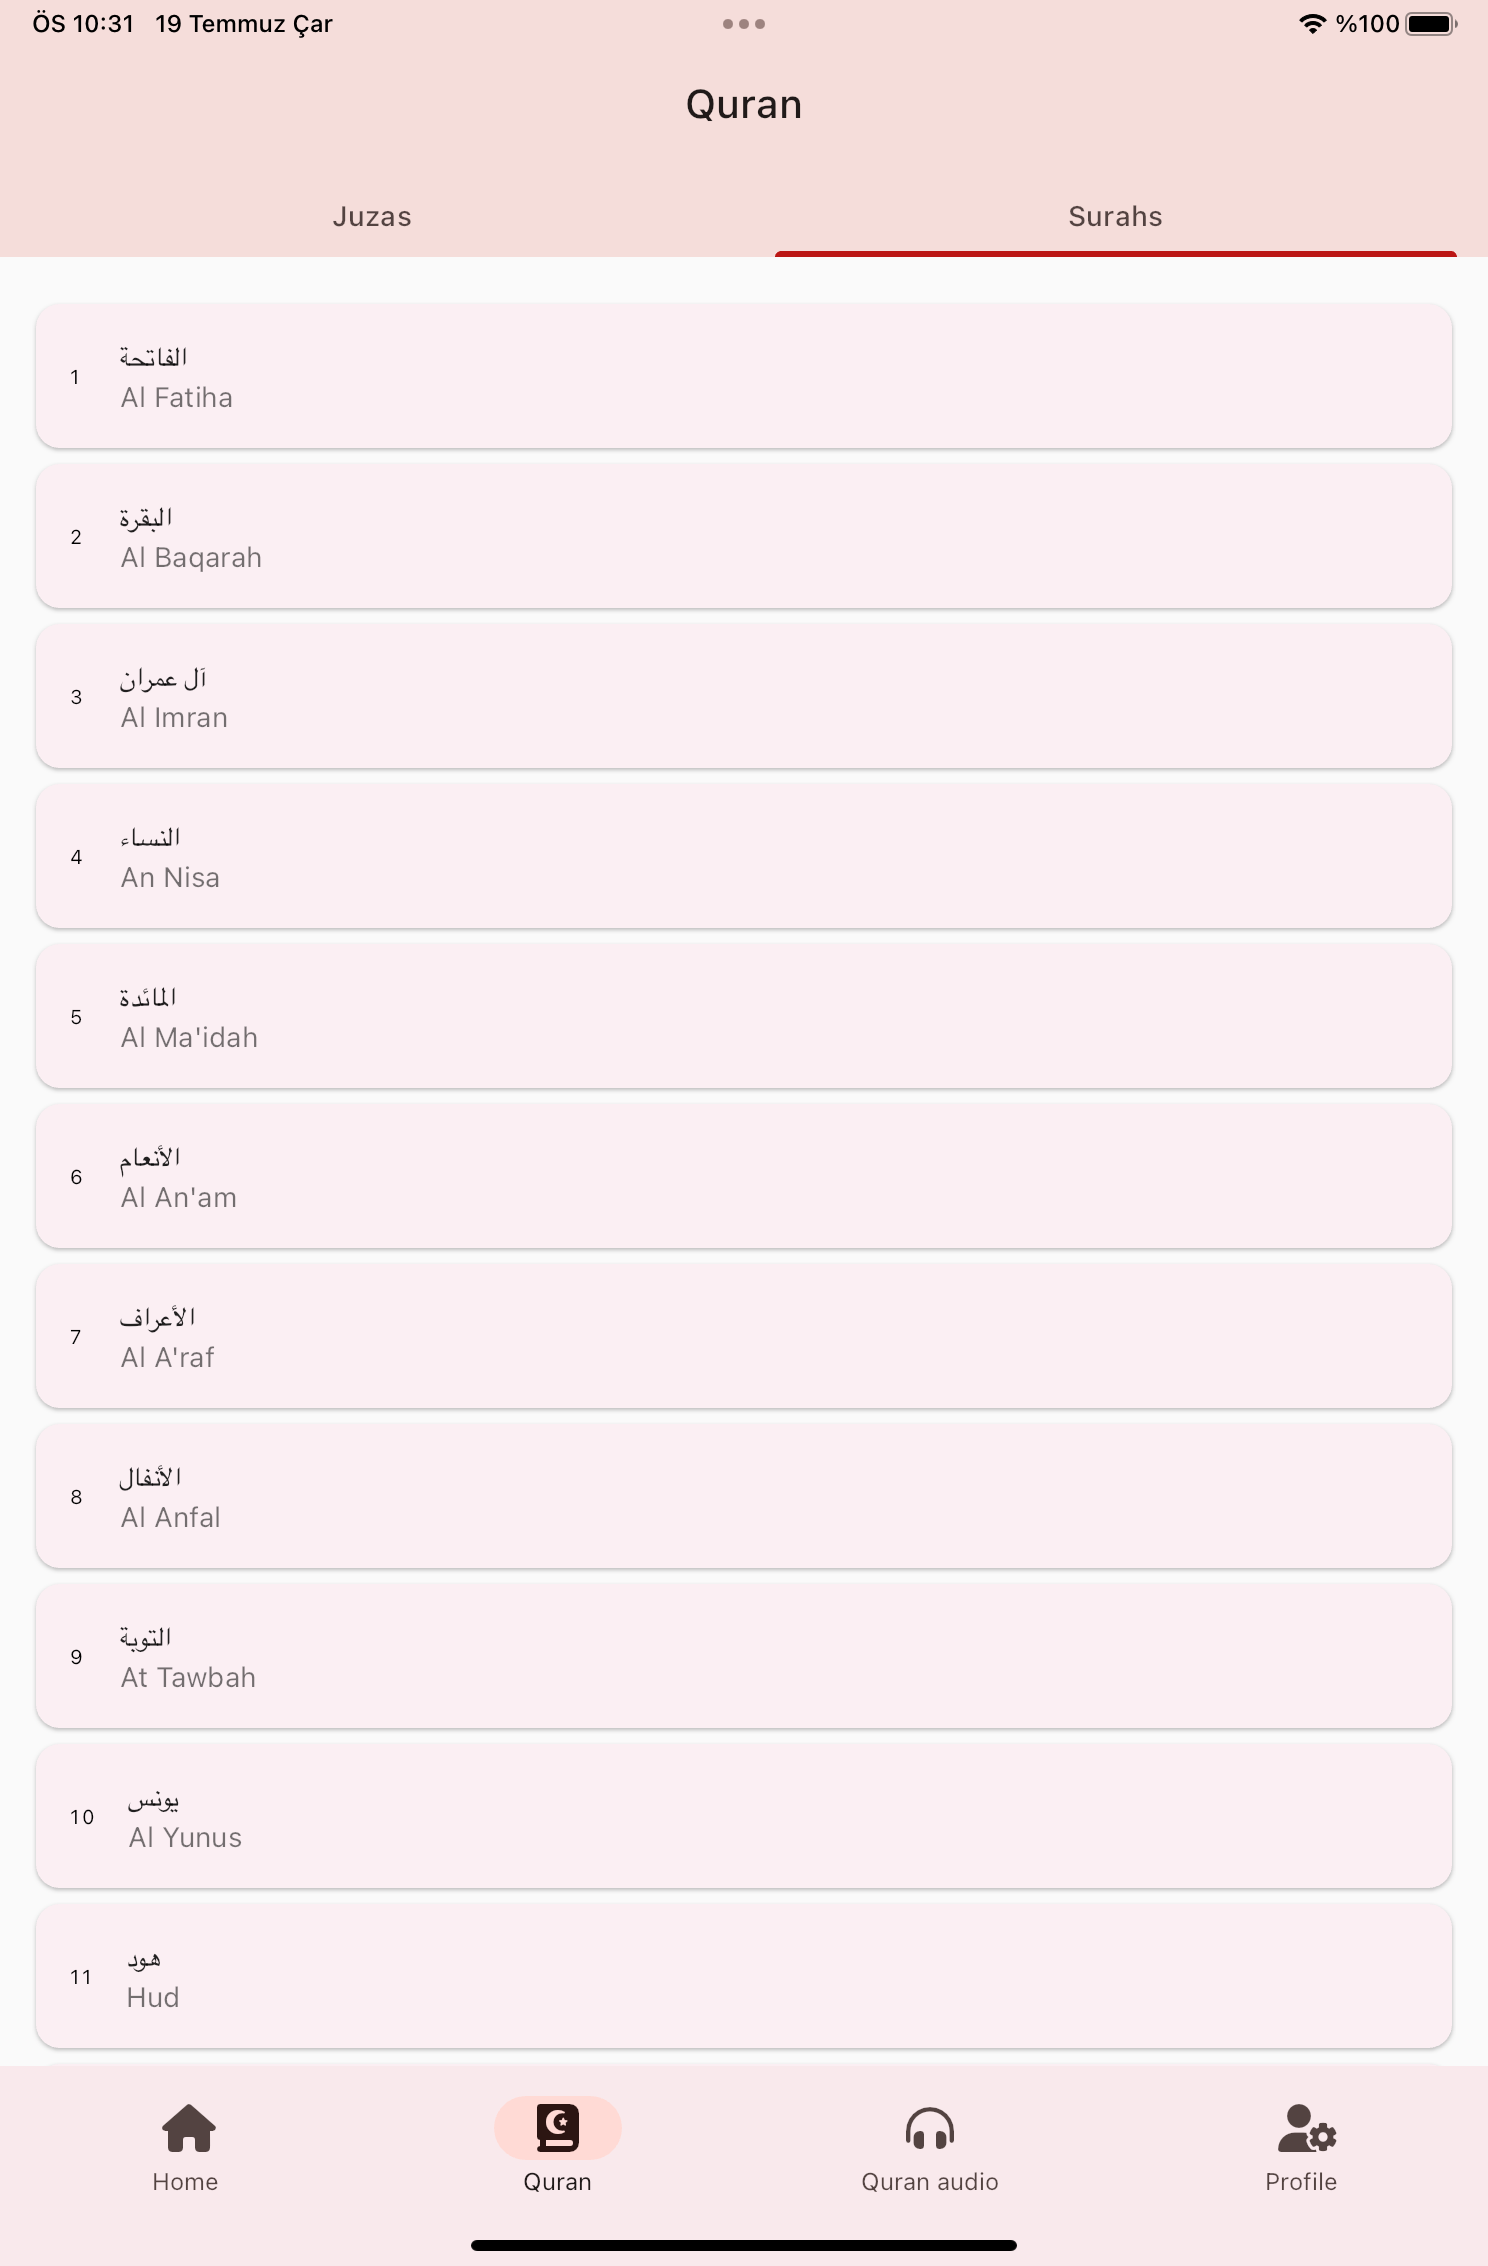 ÖS 10:31 19 Temmuz Çar
%100
Quran
Juzas
Surahs
1
الفاتحة
Al Fatiha
2
البقرة
Al Baqarah
3
آل عمران
Al Imran
4
النساء
An Nisa
5
المائدة
Al Ma'idah
6
الأنعام
Al An'am
7
الأعراف
Al A'raf
8
الأنفال
Al Anfal
9
التوبة
At Tawbah
10
يونس
Al Yunus
11
هود
Hud
Home
Quran
Quran audio
Profile